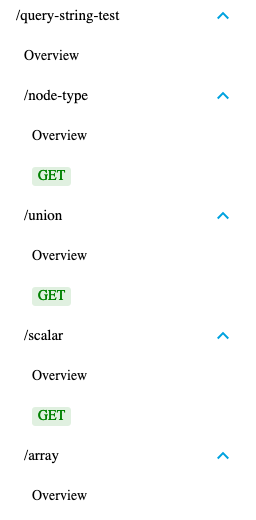 /query-string-test
Overview
/node-type
Overview
GET
/union
Overview
GET
/scalar
Overview
GET
/array
Overview